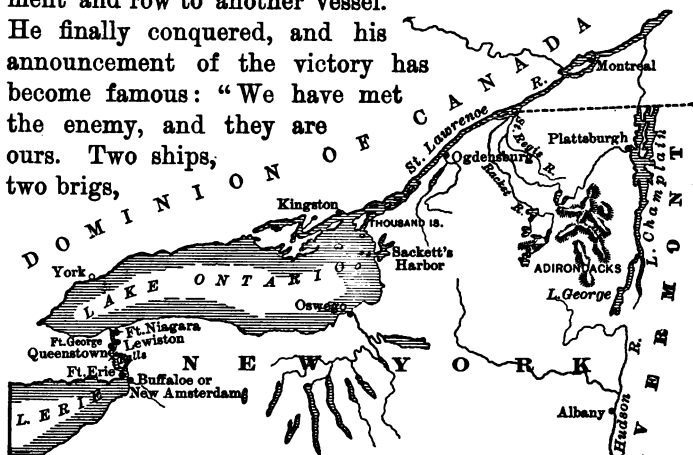 ment and row to another vessel.
He finally conquered, and his
announcement of the victory has
become famous: “We have met
the enemy, and they are
ours. Two ships,
two brigs,
DOMINION OF CANADA
Montreal
St. Lawrence R.
St. Regis R.
Plattsburgh
Ogdensburg
Racket R.
L. Champlain
Kingston
THOUSAND IS.
Sackett's
Harbor
ADIRONDACKS
York
LAKE ONTARIO
L. George
Oswego
Ft. George
Ft. Niagara
Lewiston
Queenstown
Falls
Ft. Erie
NEW YORK
Buffaloe or
New Amsterdam
L. ERIE
Albany
Hudson R.
VERMONT